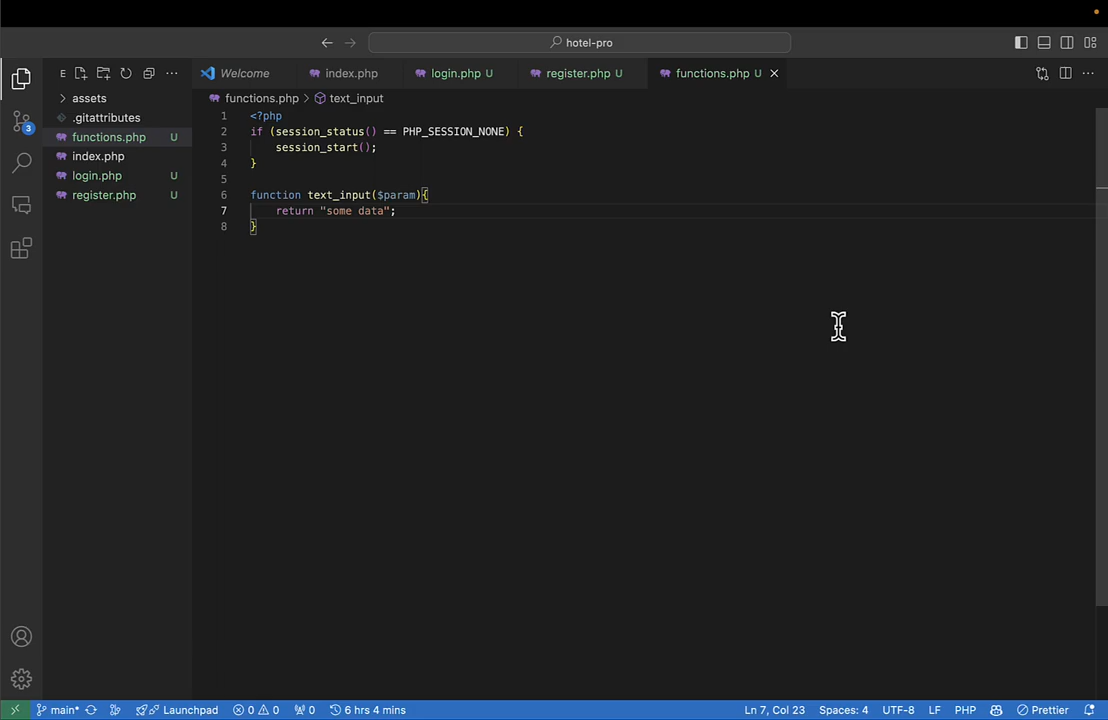 hotel-pro
E
Welcome
index.php
login.php U
register.php U
functions.php U
functions.php > text_input
assets
.gitattributes
functions.php U
index.php
login.php U
register.php U
3
1 <?php
2 if (session_status() == PHP_SESSION_NONE) {
3 session_start();
4 }
5
6 function text_input($param){
7 return "some data";
8 }
main* Launchpad 0 0 0 6 hrs 4 mins Ln 7, Col 23 Spaces: 4 UTF-8 LF PHP Prettier